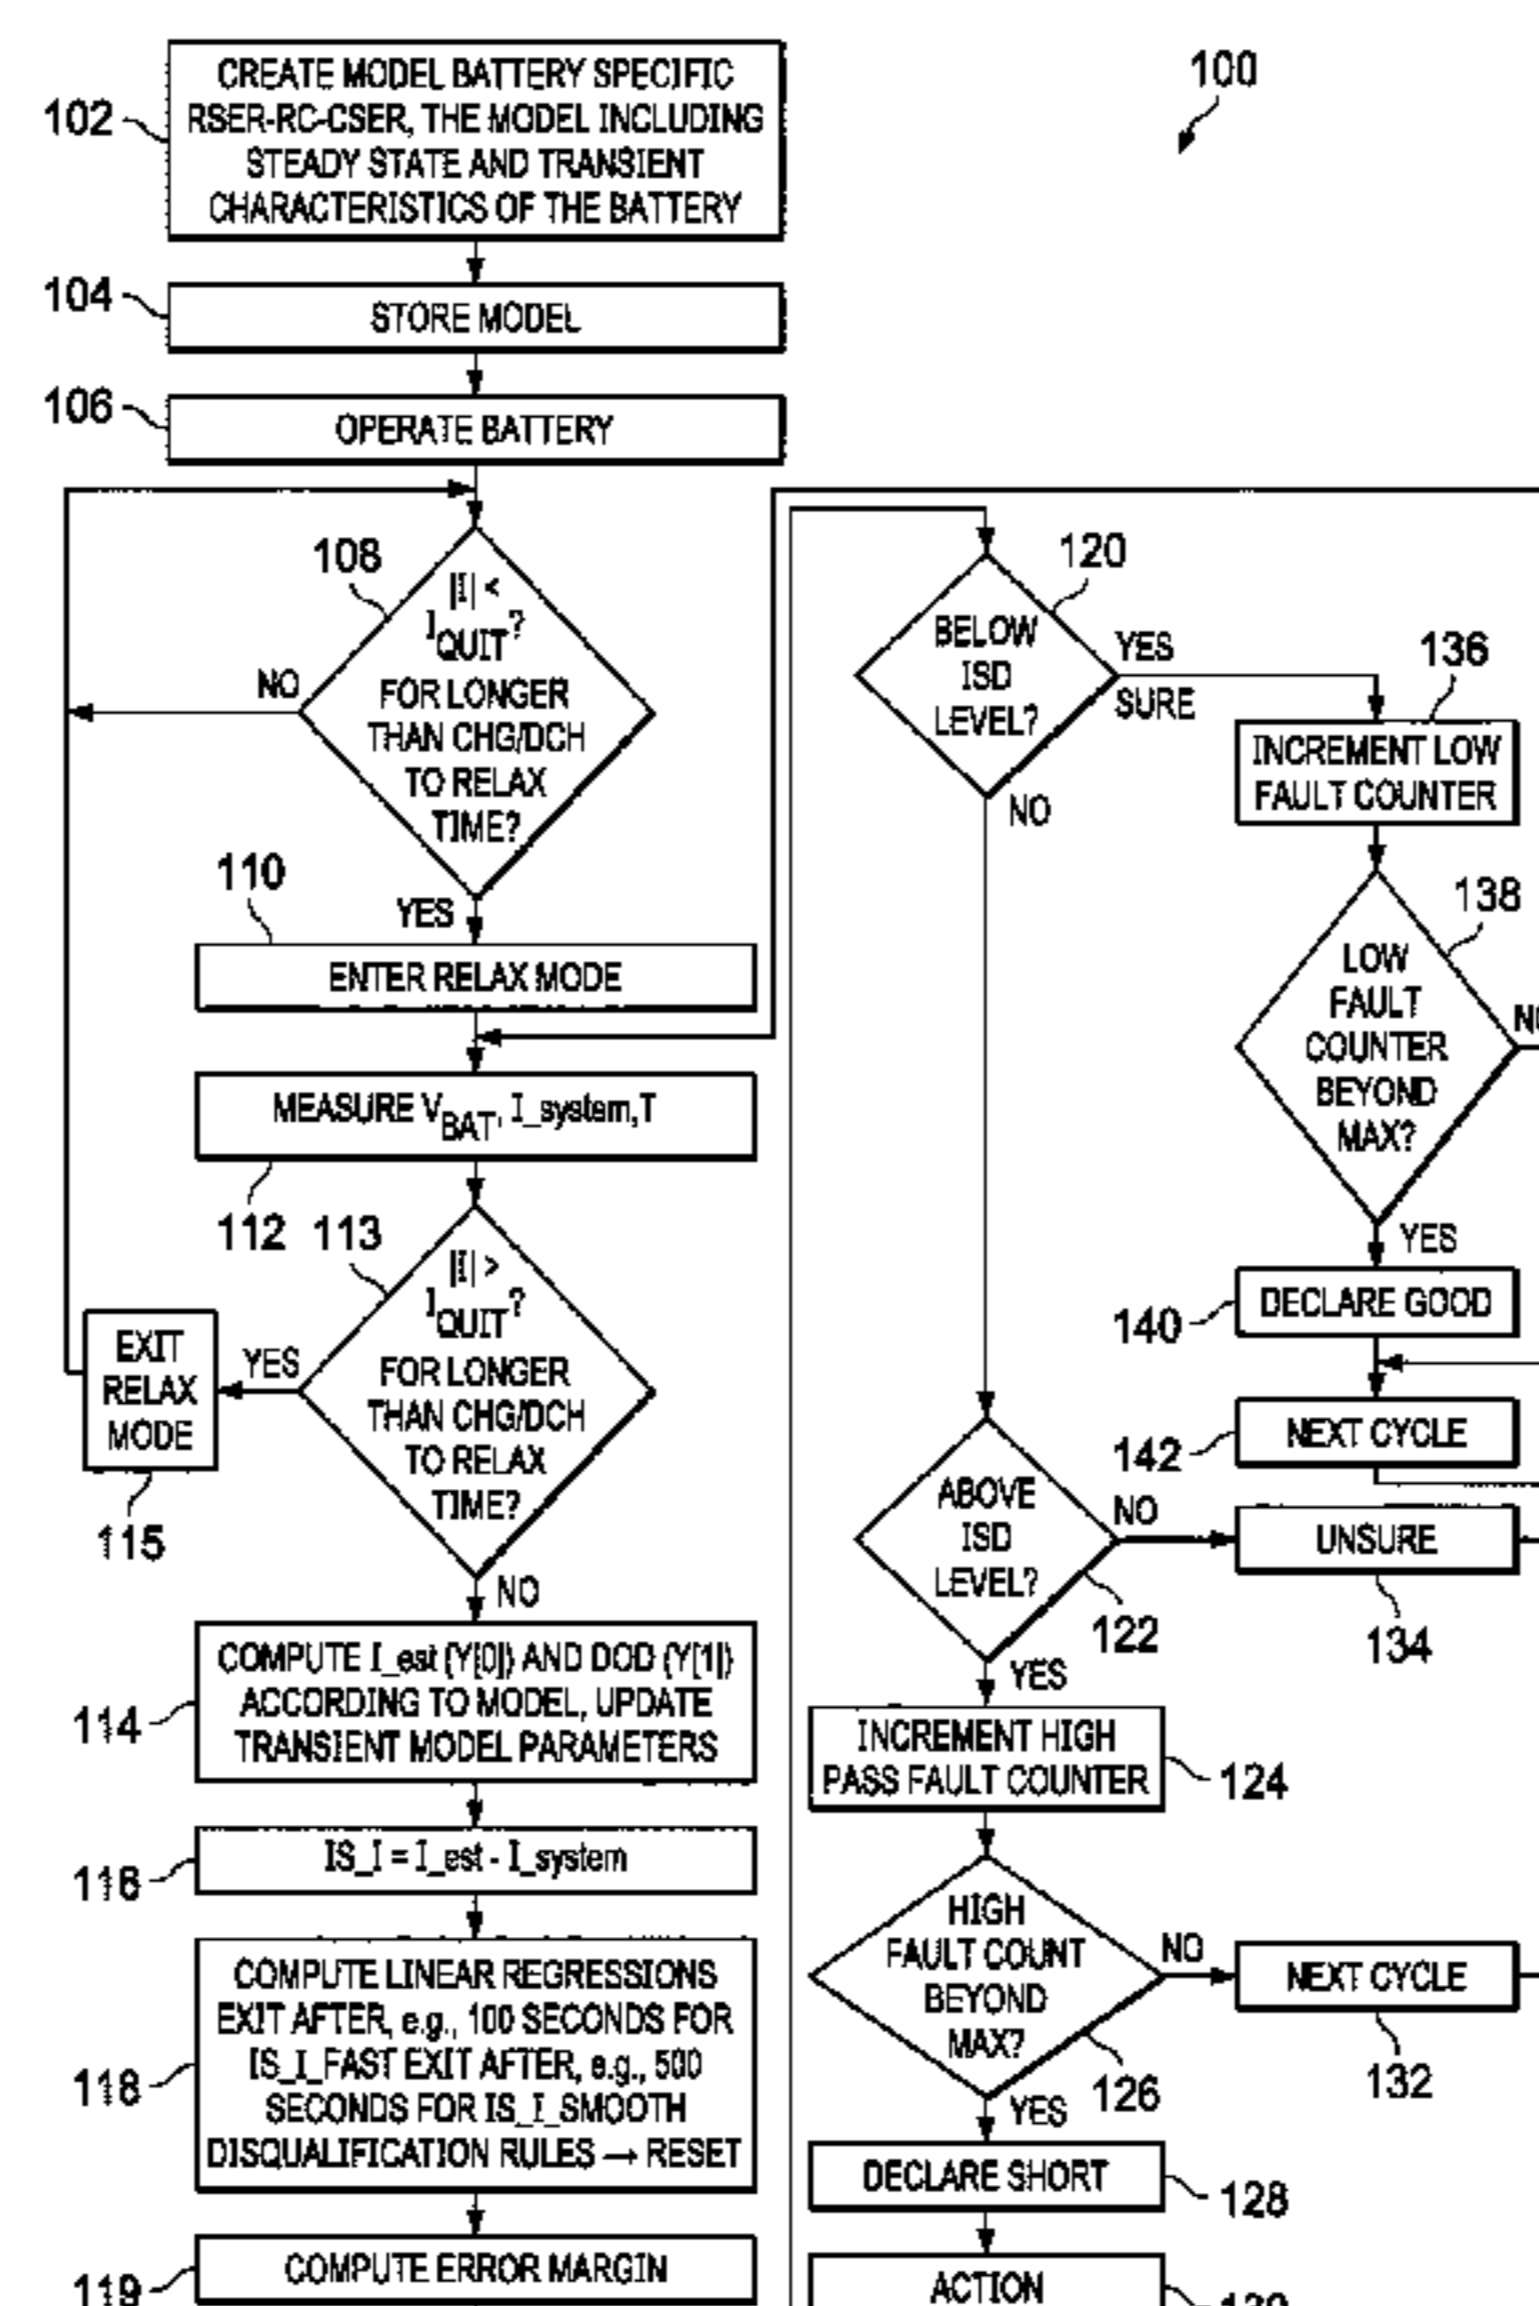 100
102
CREATE MODEL BATTERY SPECIFIC
RSER-RC-CSER, THE MODEL INCLUDING
STEADY STATE AND TRANSIENT
CHARACTERISTICS OF THE BATTERY
104
STORE MODEL
106
OPERATE BATTERY
108
|I| <
IQUIT?
FOR LONGER
THAN CHG/DCH
TO RELAX
TIME?
NO
YES
110
ENTER RELAX MODE
MEASURE VBAT, I_system,T
112
113
|I| >
IQUIT?
FOR LONGER
THAN CHG/DCH
TO RELAX
TIME?
YES
EXIT
RELAX
MODE
115
NO
114
COMPUTE I_est (Y[0]) AND DOD (Y[1])
ACCORDING TO MODEL, UPDATE
TRANSIENT MODEL PARAMETERS
116
IS_I = I_est - I_system
118
COMPUTE LINEAR REGRESSIONS
EXIT AFTER, e.g., 100 SECONDS FOR
IS_I_FAST EXIT AFTER, e.g., 500
SECONDS FOR IS_I_SMOOTH
DISQUALIFICATION RULES → RESET
119
COMPUTE ERROR MARGIN
120
BELOW
ISD
LEVEL?
YES
SURE
NO
136
INCREMENT LOW
FAULT COUNTER
138
LOW
FAULT
COUNTER
BEYOND
MAX?
YES
140
DECLARE GOOD
142
NEXT CYCLE
ABOVE
ISD
LEVEL?
NO
122
YES
UNSURE
134
INCREMENT HIGH
PASS FAULT COUNTER
124
HIGH
FAULT COUNT
BEYOND
MAX?
NO
126
YES
NEXT CYCLE
132
DECLARE SHORT
128
ACTION